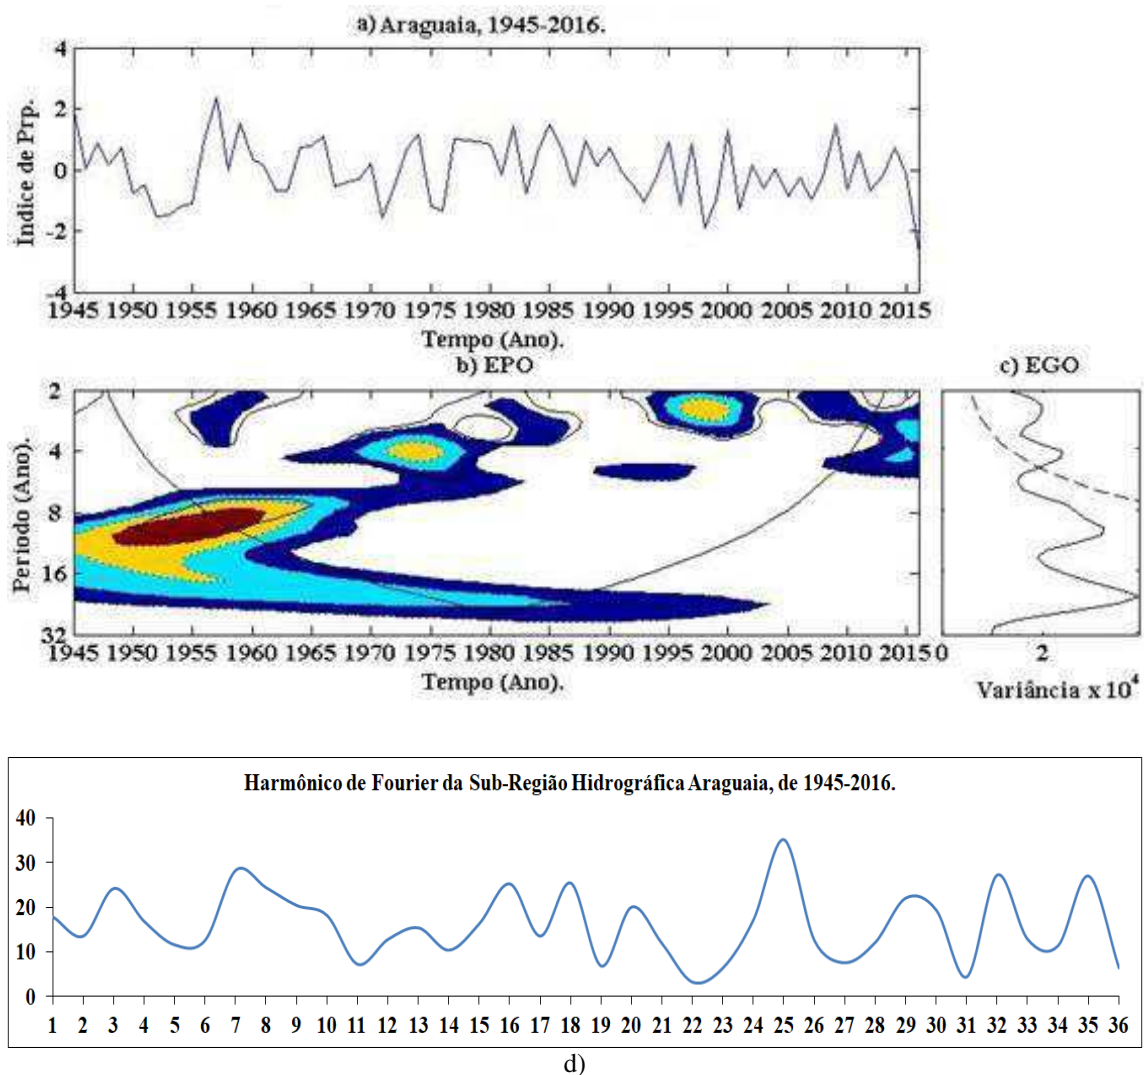 a) Araguaia, 1945-2016.
Índice de Prp.
4
2
0
-2
-4
1945 1950 1955 1960 1965 1970 1975 1980 1985 1990 1995 2000 2005 2010 2015
Tempo (Ano).
b) EPO
c) EGO
Período (Ano).
2
4
8
16
32
1945 1950 1955 1960 1965 1970 1975 1980 1985 1990 1995 2000 2005 2010 2015
0 2
Tempo (Ano).
Variância x 10⁴
Harmônico de Fourier da Sub-Região Hidrográfica Araguaia, de 1945-2016.
40
30
20
10
0
1 2 3 4 5 6 7 8 9 10 11 12 13 14 15 16 17 18 19 20 21 22 23 24 25 26 27 28 29 30 31 32 33 34 35 36
d)